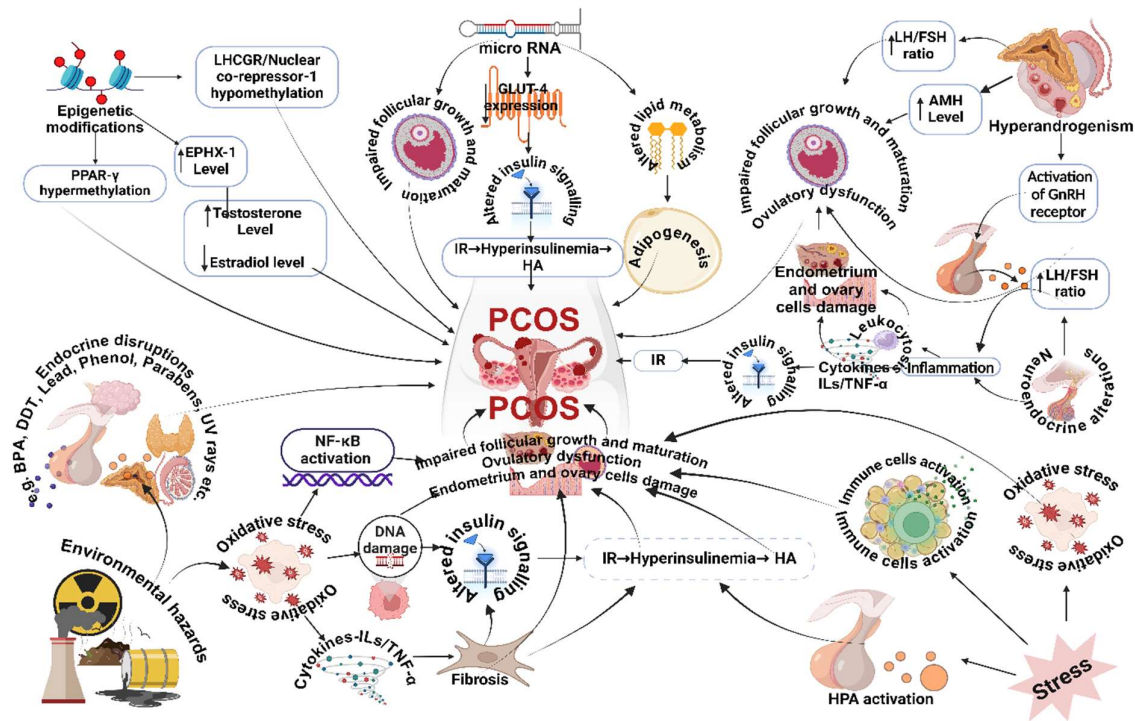 micro RNA
LHCGR/Nuclear
co-repressor-1
hypomethylation
Epigenetic
modifications
↑EPHX-1
Level
PPAR-γ
hypermethylation
↑Testosterone
Level
↓Estradiol level
Impaired follicular growth and maturation
↓GLUT-4
expression
Altered insulin signalling
IR→Hyperinsulinemia→
HA
Altered lipid metabolism
Adipogenesis
↑LH/FSH
ratio
↑AMH
Level
Hyperandrogenism
Impaired follicular growth and maturation
Ovulatory dysfunction
Activation
of GnRH
receptor
↑LH/FSH
ratio
Endometrium
and ovary
cells damage
Leukocytosis
Cytokines
ILs/TNF-α
Inflammation
Altered insulin signalling
IR
Neuroendocrine alterations
PCOS
PCOS
Endocrine disruptions
e.g. BPA, DDT, Lead, Phenol, Parabens, UV rays etc.
NF-κB
activation
Impaired follicular growth and maturation
Ovulatory dysfunction
Endometrium and ovary cells damage
Environmental hazards
Oxidative stress
Oxidative stress
DNA
damage
Altered insulin signalling
IR→Hyperinsulinemia→ HA
Cytokines-ILs/TNF-α
Fibrosis
Immune cells activation
Immune cells activation
Oxidative stress
Oxidative stress
HPA activation
Stress